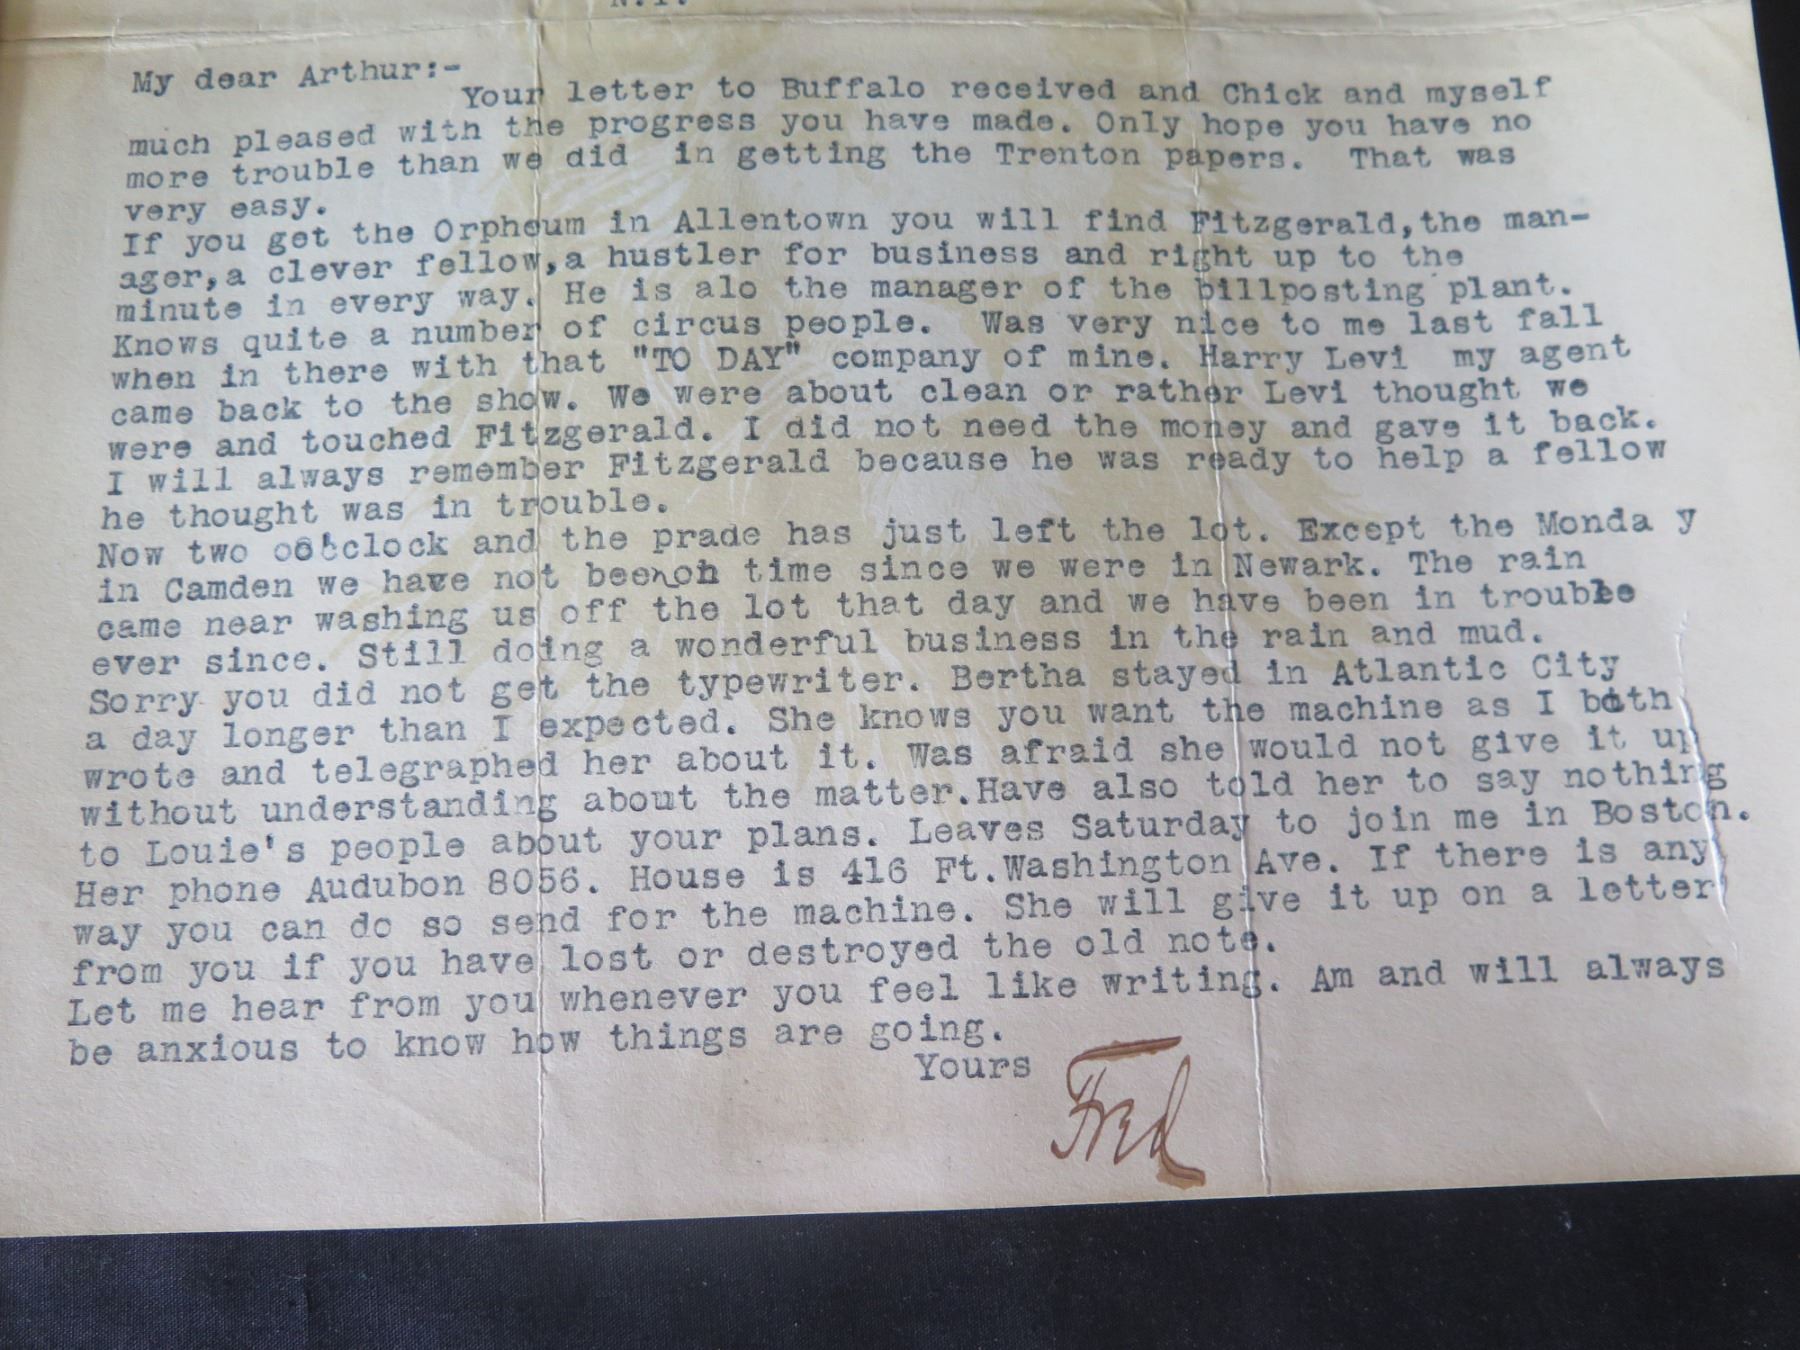 N.Y.
My dear Arthur:-
Your letter to Buffalo received and Chick and myself
much pleased with the progress you have made. Only hope you have no
more trouble than we did in getting the Trenton papers. That was
very easy.
If you get the Orpheum in Allentown you will find Fitzgerald,the man-
ager,a clever fellow,a hustler for business and right up to the
minute in every way. He is alo the manager of the billposting plant.
Knows quite a number of circus people. Was very nice to me last fall
when in there with that "TO DAY" company of mine. Harry Levi my agent
came back to the show. We were about clean or rather Levi thought we
were and touched Fitzgerald. I did not need the money and gave it back.
I will always remember Fitzgerald because he was ready to help a fellow
he thought was in trouble.
Now two o'clock and the prade has just left the lot. Except the Monda y
in Camden we have not been on time since we were in Newark. The rain
came near washing us off the lot that day and we have been in trouble
ever since. Still doing a wonderful business in the rain and mud.
Sorry you did not get the typewriter. Bertha stayed in Atlantic City
a day longer than I expected. She knows you want the machine as I both
wrote and telegraphed her about it. Was afraid she would not give it up
without understanding about the matter.Have also told her to say nothing
to Louie's people about your plans. Leaves Saturday to join me in Boston.
Her phone Audubon 8056. House is 416 Ft.Washington Ave. If there is any
way you can do so send for the machine. She will give it up on a letter
from you if you have lost or destroyed the old note.
Let me hear from you whenever you feel like writing. Am and will always
be anxious to know how things are going.
Yours
Fred